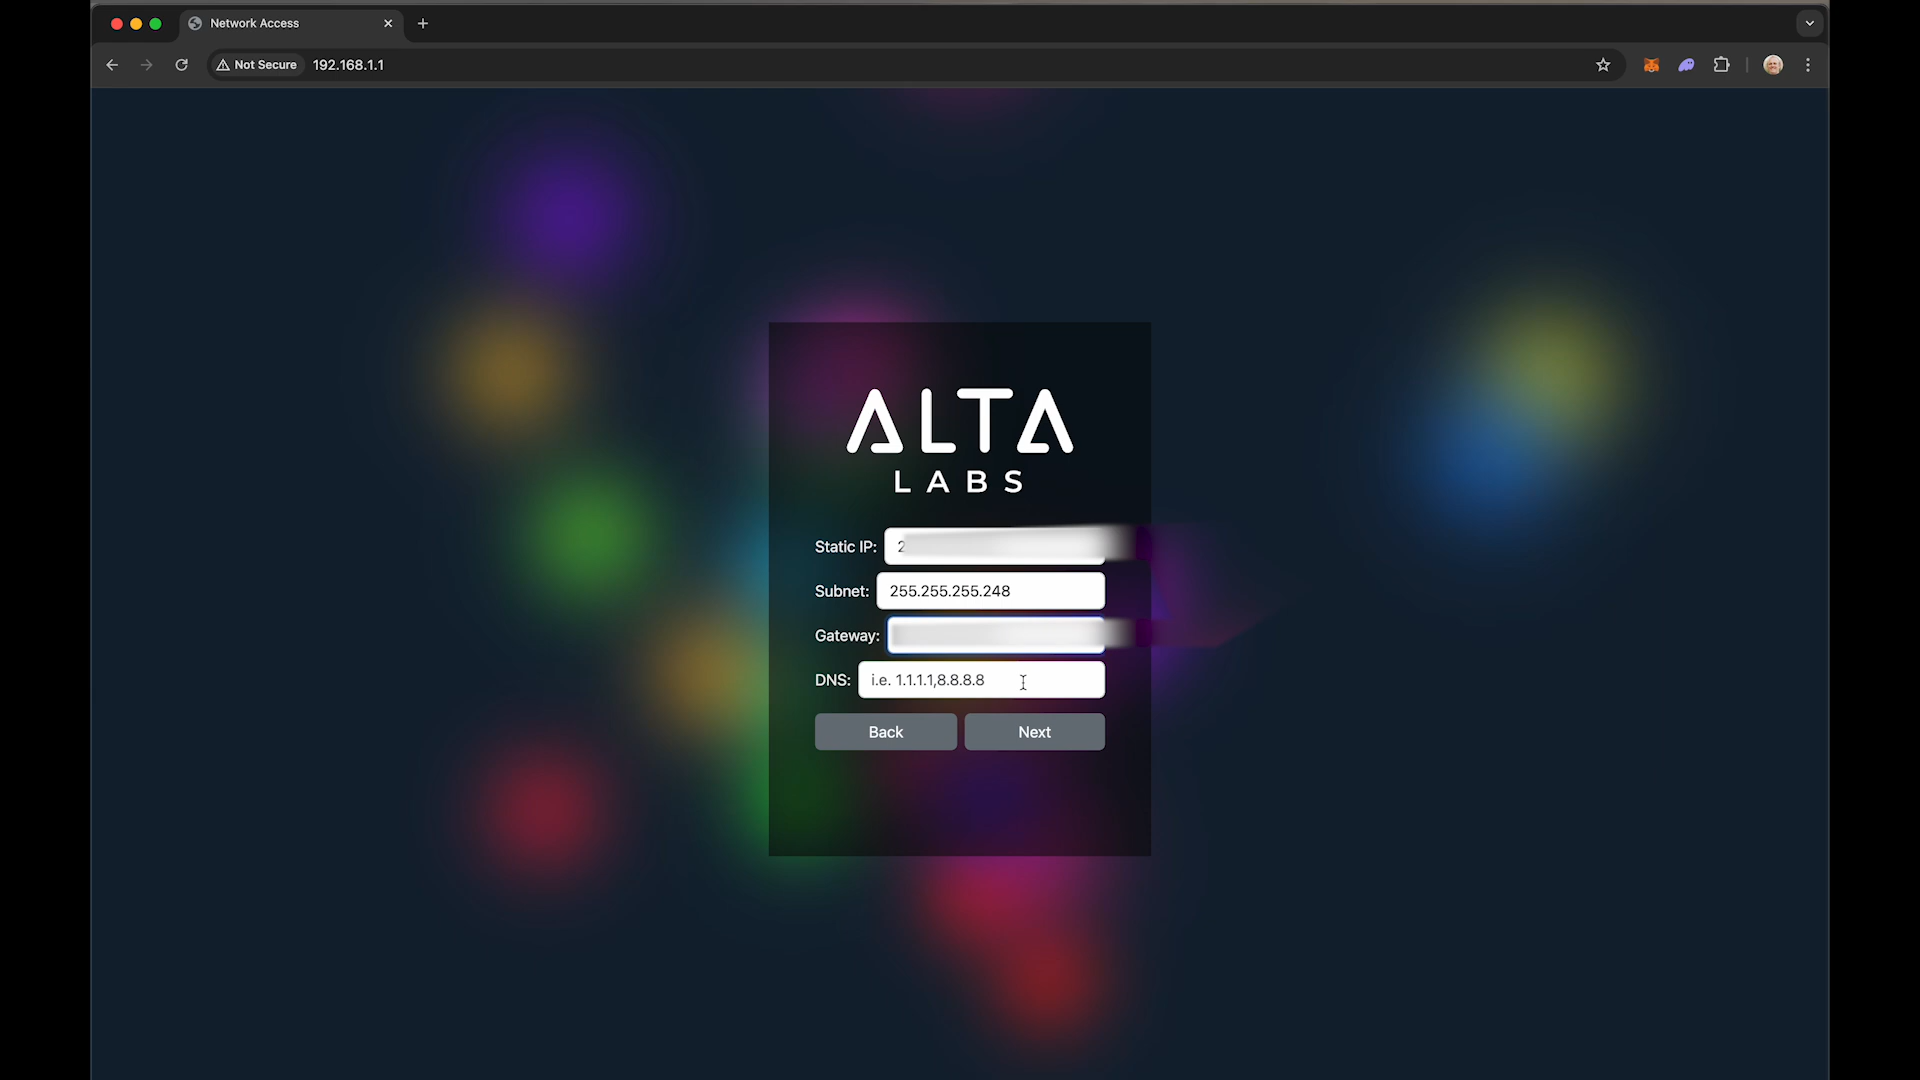 Network Access
Not Secure
192.168.1.1
ALTA
LABS
Static IP: 2
Subnet: 255.255.255.248
Gateway:
DNS: i.e. 1.1.1.1,8.8.8.8
Back Next